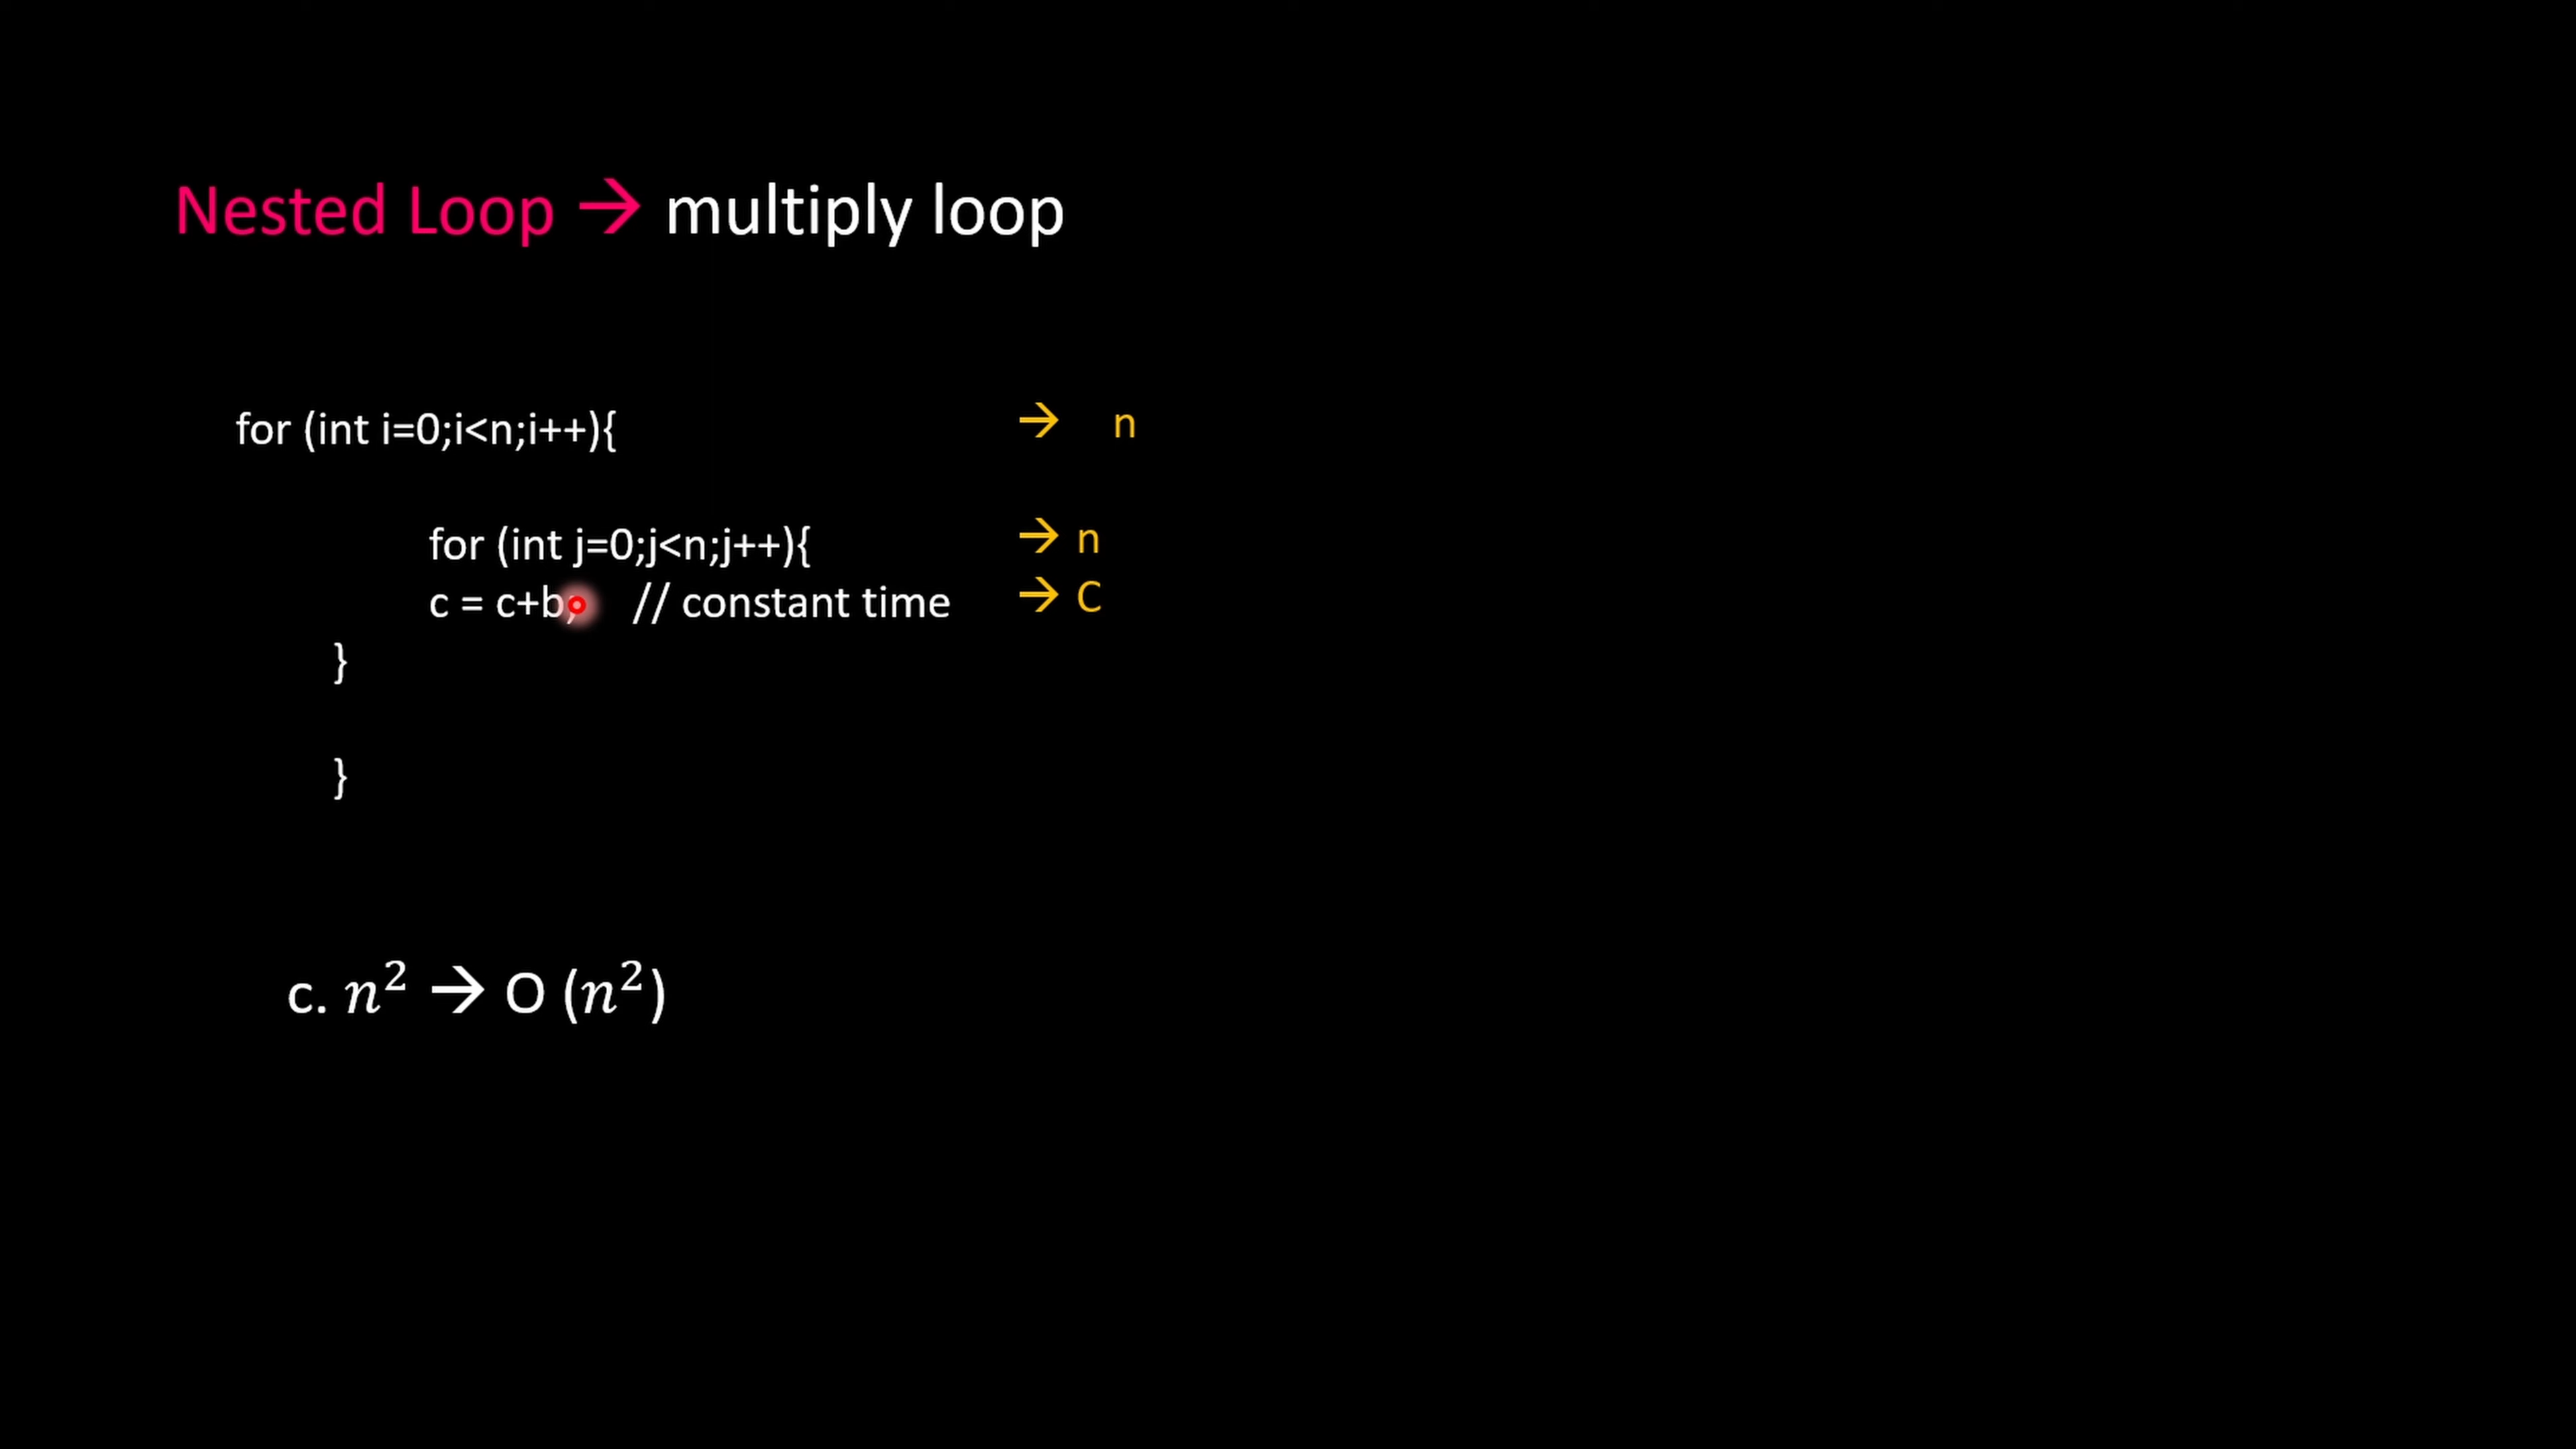 Nested Loop → multiply loop
for (int i=0;i<n;i++){ → n
for (int j=0;j<n;j++){ → n
c = c+b; // constant time → C
}
}
c. n² → O (n²)